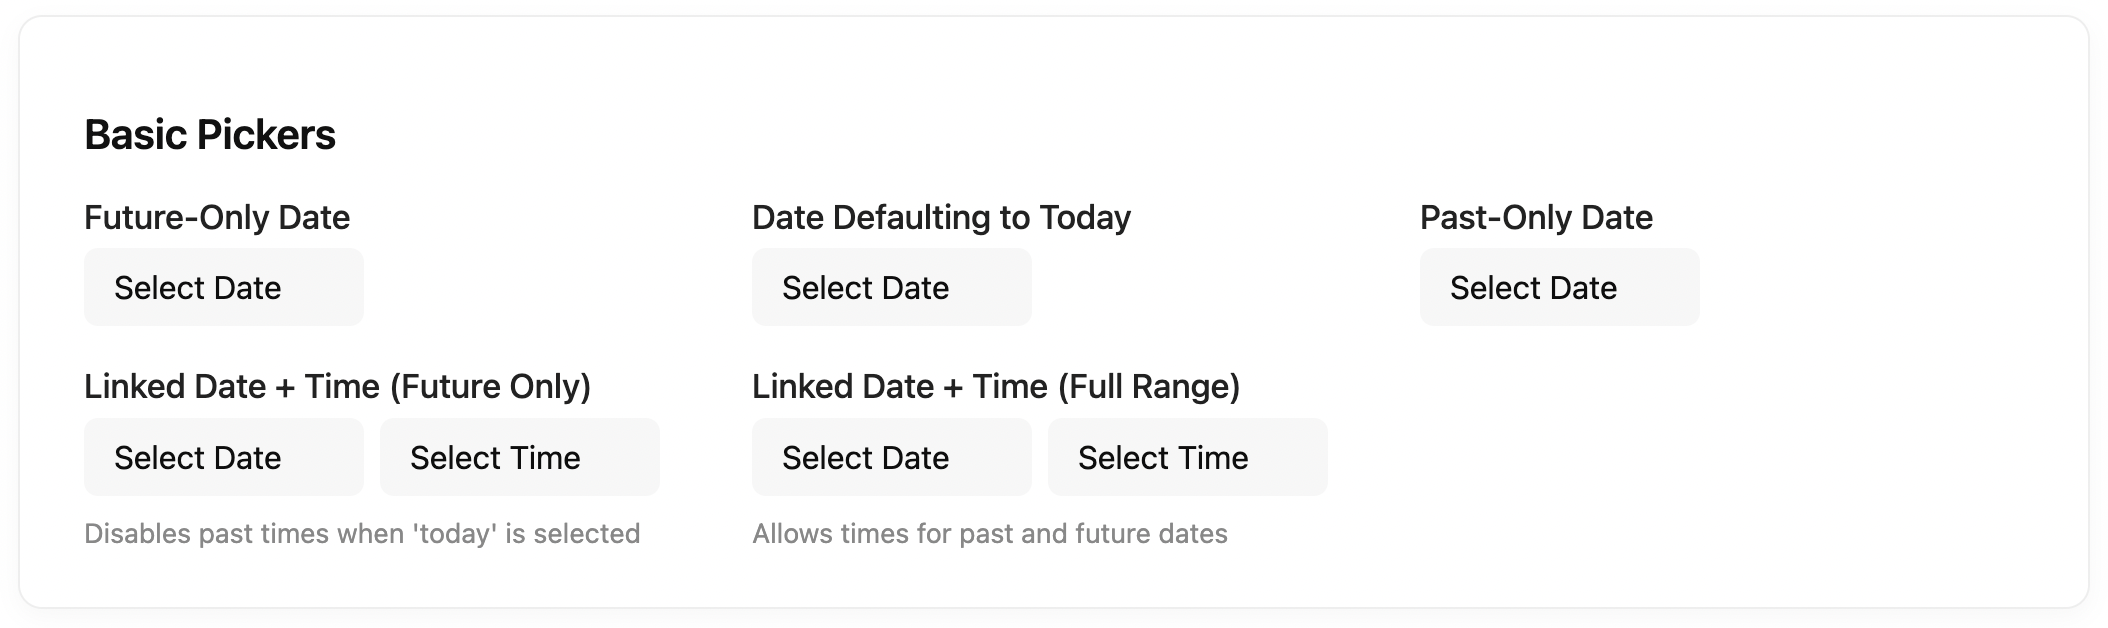 Basic Pickers
Future-Only Date
Select Date
Date Defaulting to Today
Select Date
Past-Only Date
Select Date
Linked Date + Time (Future Only)
Select Date
Select Time
Disables past times when 'today' is selected
Linked Date + Time (Full Range)
Select Date
Select Time
Allows times for past and future dates